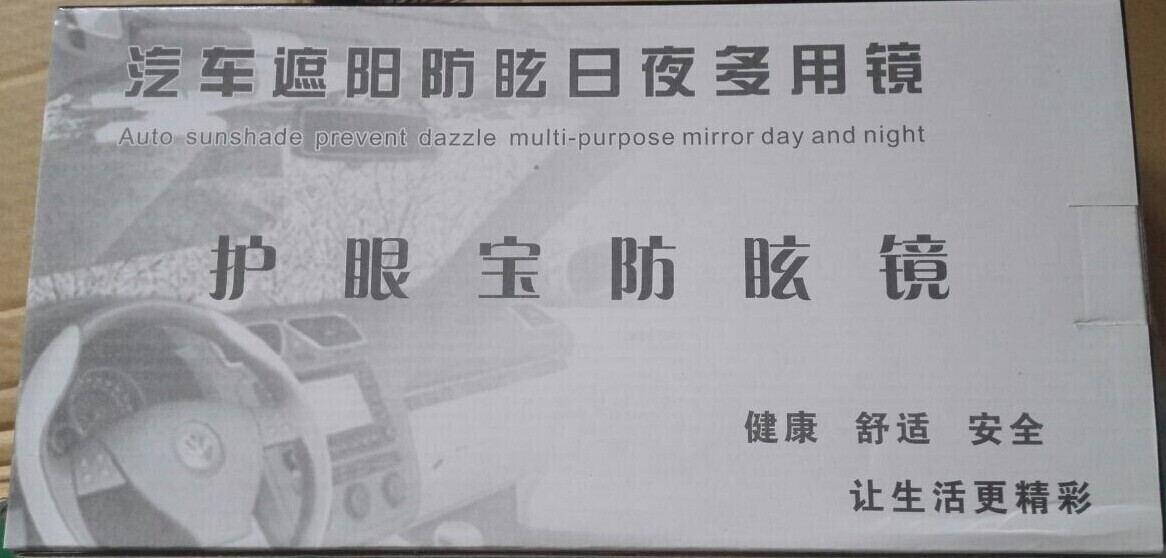 汽车遮阳防眩日夜多用镜
Auto sunshade prevent dazzle multi-purpose mirror day and night
护眼宝防眩镜
健康 舒适 安全
让生活更精彩